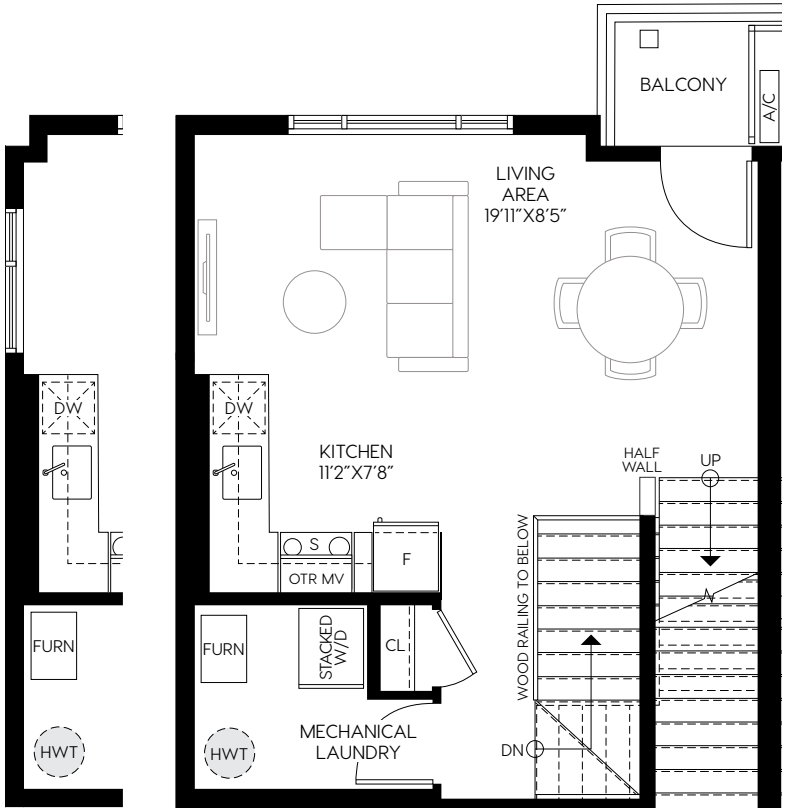 BALCONY
A/C
LIVING
AREA
19'11"X8'5"
DW
DW
KITCHEN
11'2"X7'8"
HALF
WALL
UP
S
OTR MV
F
WOOD RAILING TO BELOW
FURN
FURN
STACKED
W/D
CL
MECHANICAL
LAUNDRY
HWT
HWT
DN